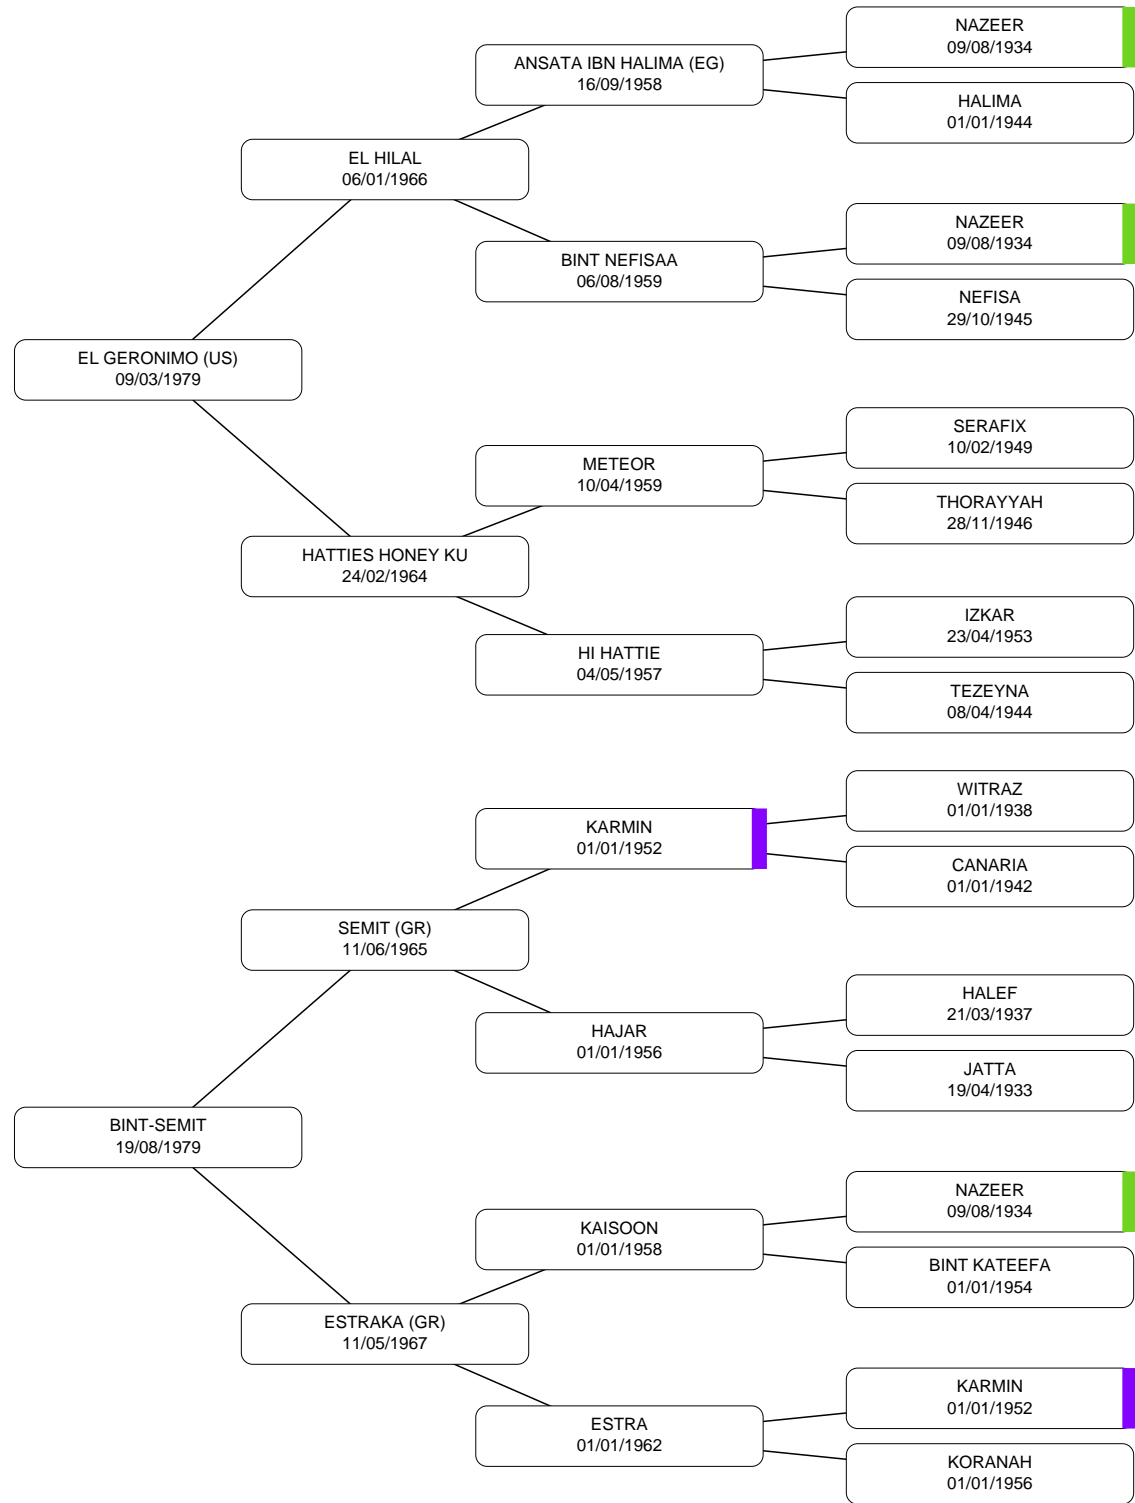 NAZEER
09/08/1934
ANSATA IBN HALIMA (EG)
16/09/1958
HALIMA
01/01/1944
EL HILAL
06/01/1966
NAZEER
09/08/1934
BINT NEFISAA
06/08/1959
NEFISA
29/10/1945
EL GERONIMO (US)
09/03/1979
SERAFIX
10/02/1949
METEOR
10/04/1959
THORAYYAH
28/11/1946
HATTIES HONEY KU
24/02/1964
IZKAR
23/04/1953
HI HATTIE
04/05/1957
TEZEYNA
08/04/1944
WITRAZ
01/01/1938
KARMIN
01/01/1952
CANARIA
01/01/1942
SEMIT (GR)
11/06/1965
HALEF
21/03/1937
HAJAR
01/01/1956
JATTA
19/04/1933
BINT-SEMIT
19/08/1979
NAZEER
09/08/1934
KAISOON
01/01/1958
BINT KATEEFA
01/01/1954
ESTRAKA (GR)
11/05/1967
KARMIN
01/01/1952
ESTRA
01/01/1962
KORANAH
01/01/1956